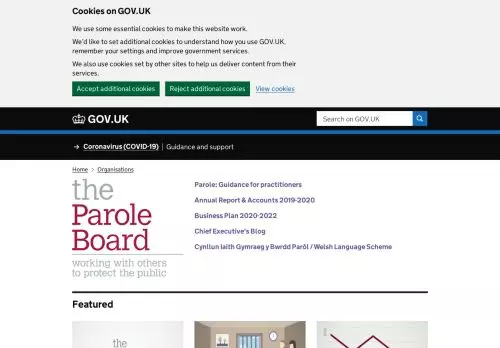 Cookies on GOV.UK
We use some essential cookies to make this website work.
We'd like to set additional cookies to understand how you use GOV.UK,
remember your settings and improve government services.
We also use cookies set by other sites to help us deliver content from their
services.
Accept additional cookies Reject additional cookies View cookies
GOV.UK Search on GOV.UK
→ Coronavirus (COVID-19) Guidance and support
Home > Organisations
the
Parole
Board
working with others
to protect the public
Parole: Guidance for practitioners
Annual Report & Accounts 2019-2020
Business Plan 2020-2022
Chief Executive's Blog
Cynllun Iaith Gymraeg y Bwrdd Parôl / Welsh Language Scheme
Featured
the